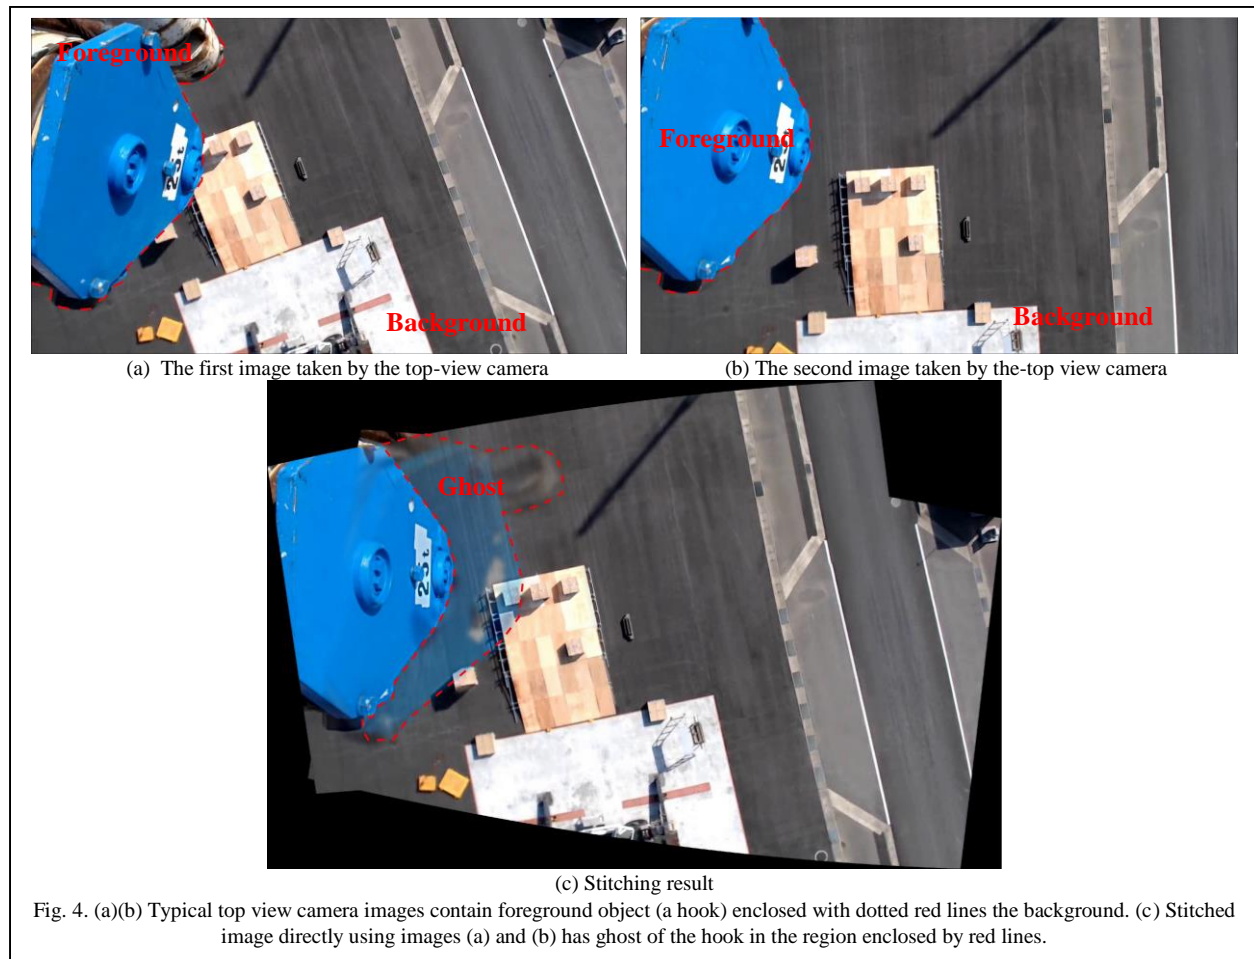 Foreground
Background
Foreground
2
Background
(a) The first image taken by the top-view camera
(b) The second image taken by the-top view camera
Ghost
25t
(c) Stitching result
Fig. 4. (a)(b) Typical top view camera images contain foreground object (a hook) enclosed with dotted red lines the background. (c) Stitched
image directly using images (a) and (b) has ghost of the hook in the region enclosed by red lines.